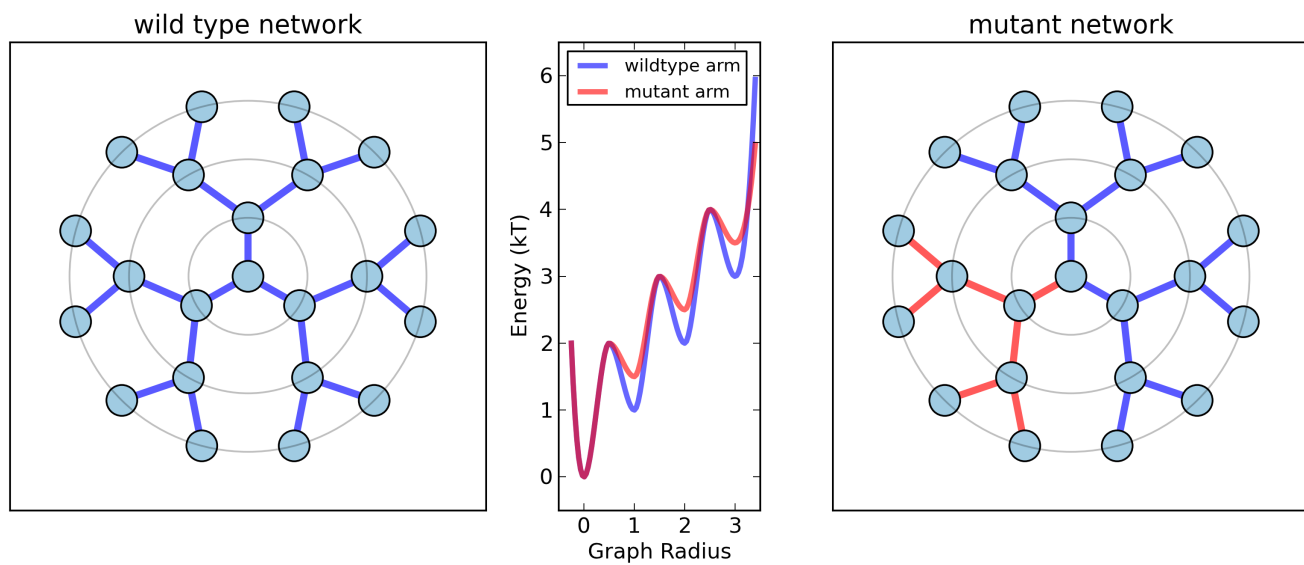 wild type network
mutant network
wildtype arm
mutant arm
Energy (kT)
6
5
4
3
2
1
0
0 1 2 3
Graph Radius